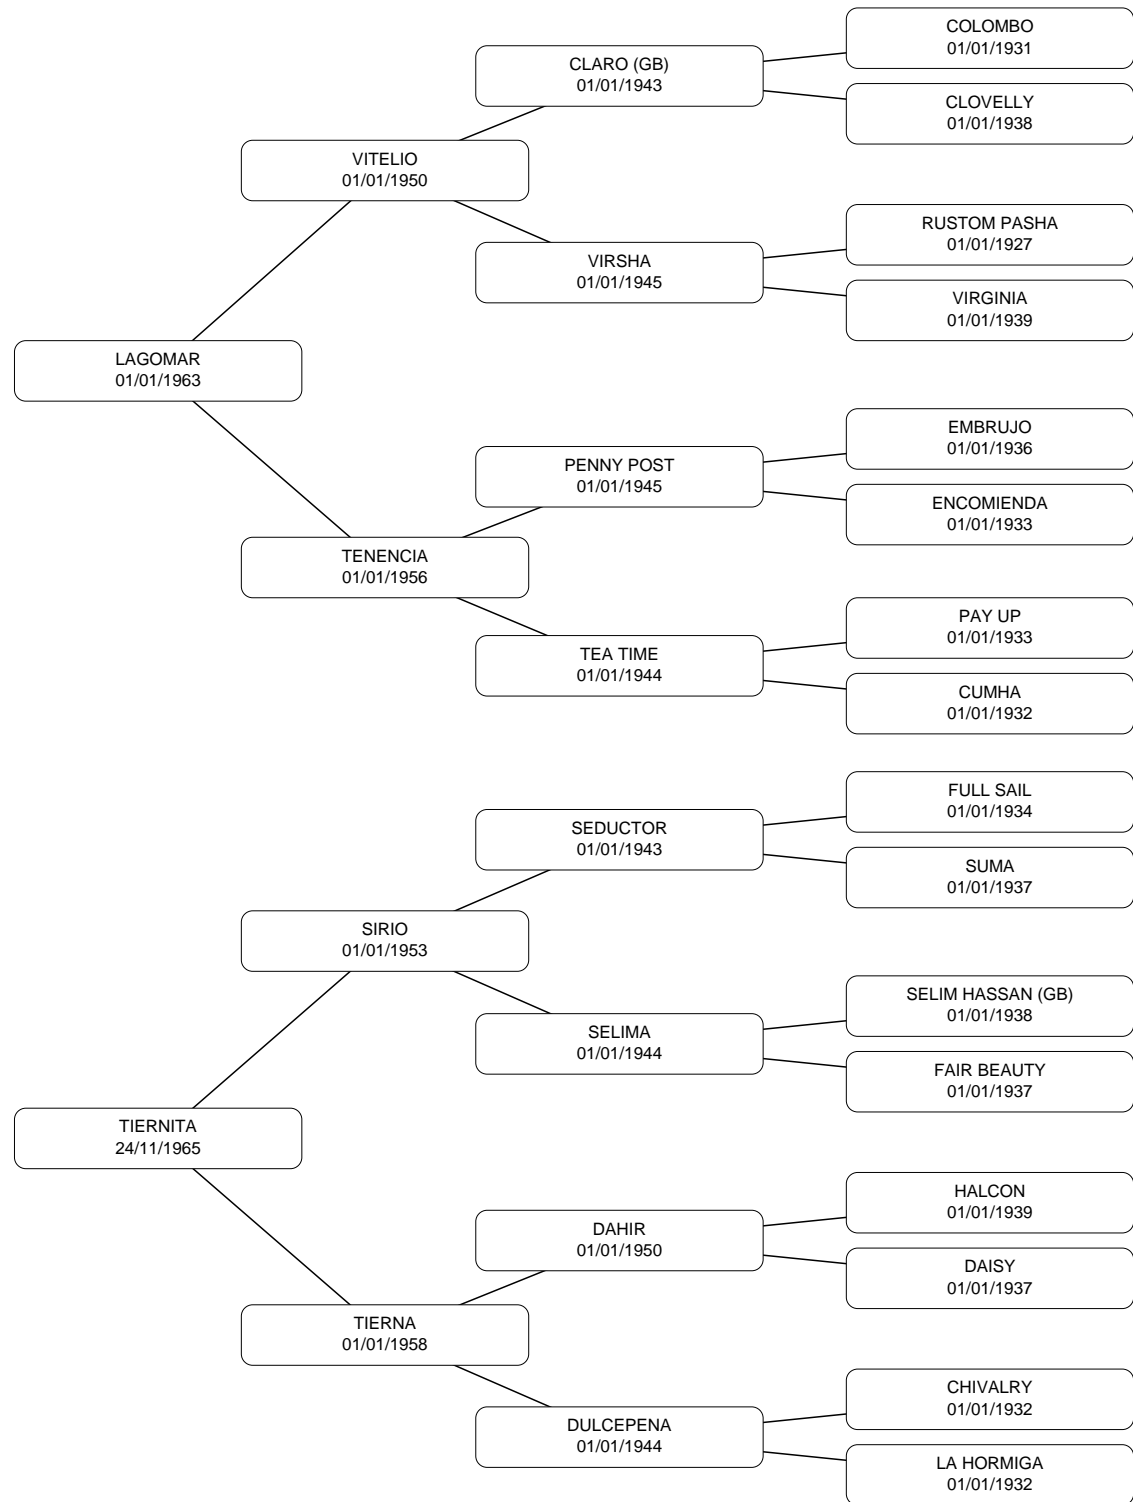 COLOMBO
01/01/1931
CLARO (GB)
01/01/1943
CLOVELLY
01/01/1938
VITELIO
01/01/1950
RUSTOM PASHA
01/01/1927
VIRSHA
01/01/1945
VIRGINIA
01/01/1939
LAGOMAR
01/01/1963
EMBRUJO
01/01/1936
PENNY POST
01/01/1945
ENCOMIENDA
01/01/1933
TENENCIA
01/01/1956
PAY UP
01/01/1933
TEA TIME
01/01/1944
CUMHA
01/01/1932
FULL SAIL
01/01/1934
SEDUCTOR
01/01/1943
SUMA
01/01/1937
SIRIO
01/01/1953
SELIM HASSAN (GB)
01/01/1938
SELIMA
01/01/1944
FAIR BEAUTY
01/01/1937
TIERNITA
24/11/1965
HALCON
01/01/1939
DAHIR
01/01/1950
DAISY
01/01/1937
TIERNA
01/01/1958
CHIVALRY
01/01/1932
DULCEPENA
01/01/1944
LA HORMIGA
01/01/1932